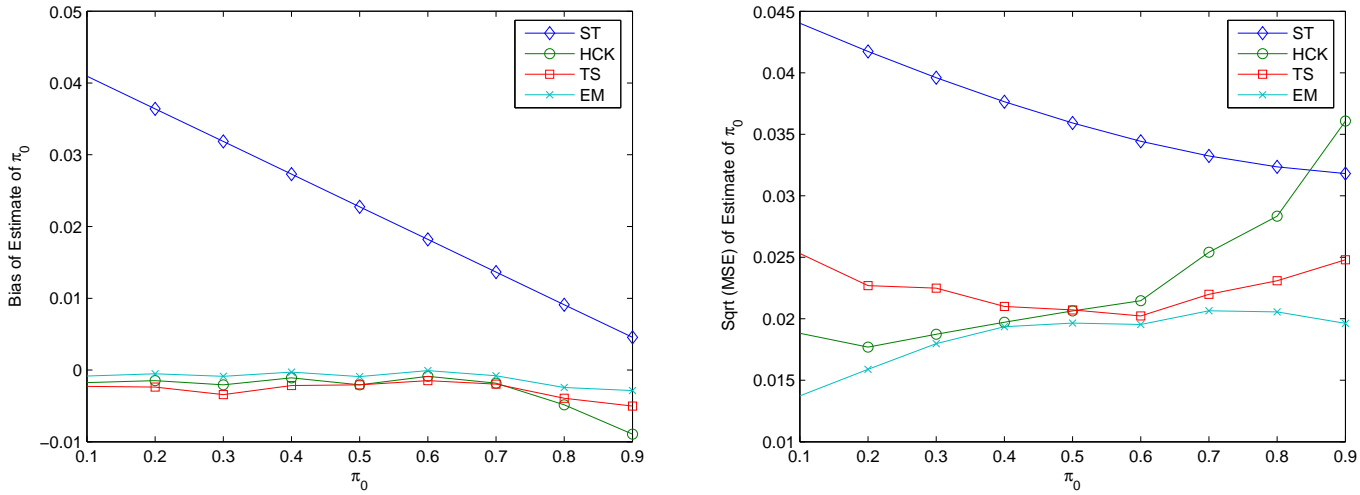 0.05
0.04
0.03
0.02
0.01
0
−0.01
0.1 0.2 0.3 0.4 0.5 0.6 0.7 0.8 0.9
π₀
Bias of Estimate of π₀
ST
HCK
TS
EM
0.045
0.04
0.035
0.03
0.025
0.02
0.015
0.01
0.1 0.2 0.3 0.4 0.5 0.6 0.7 0.8 0.9
π₀
Sqrt (MSE) of Estimate of π₀
ST
HCK
TS
EM